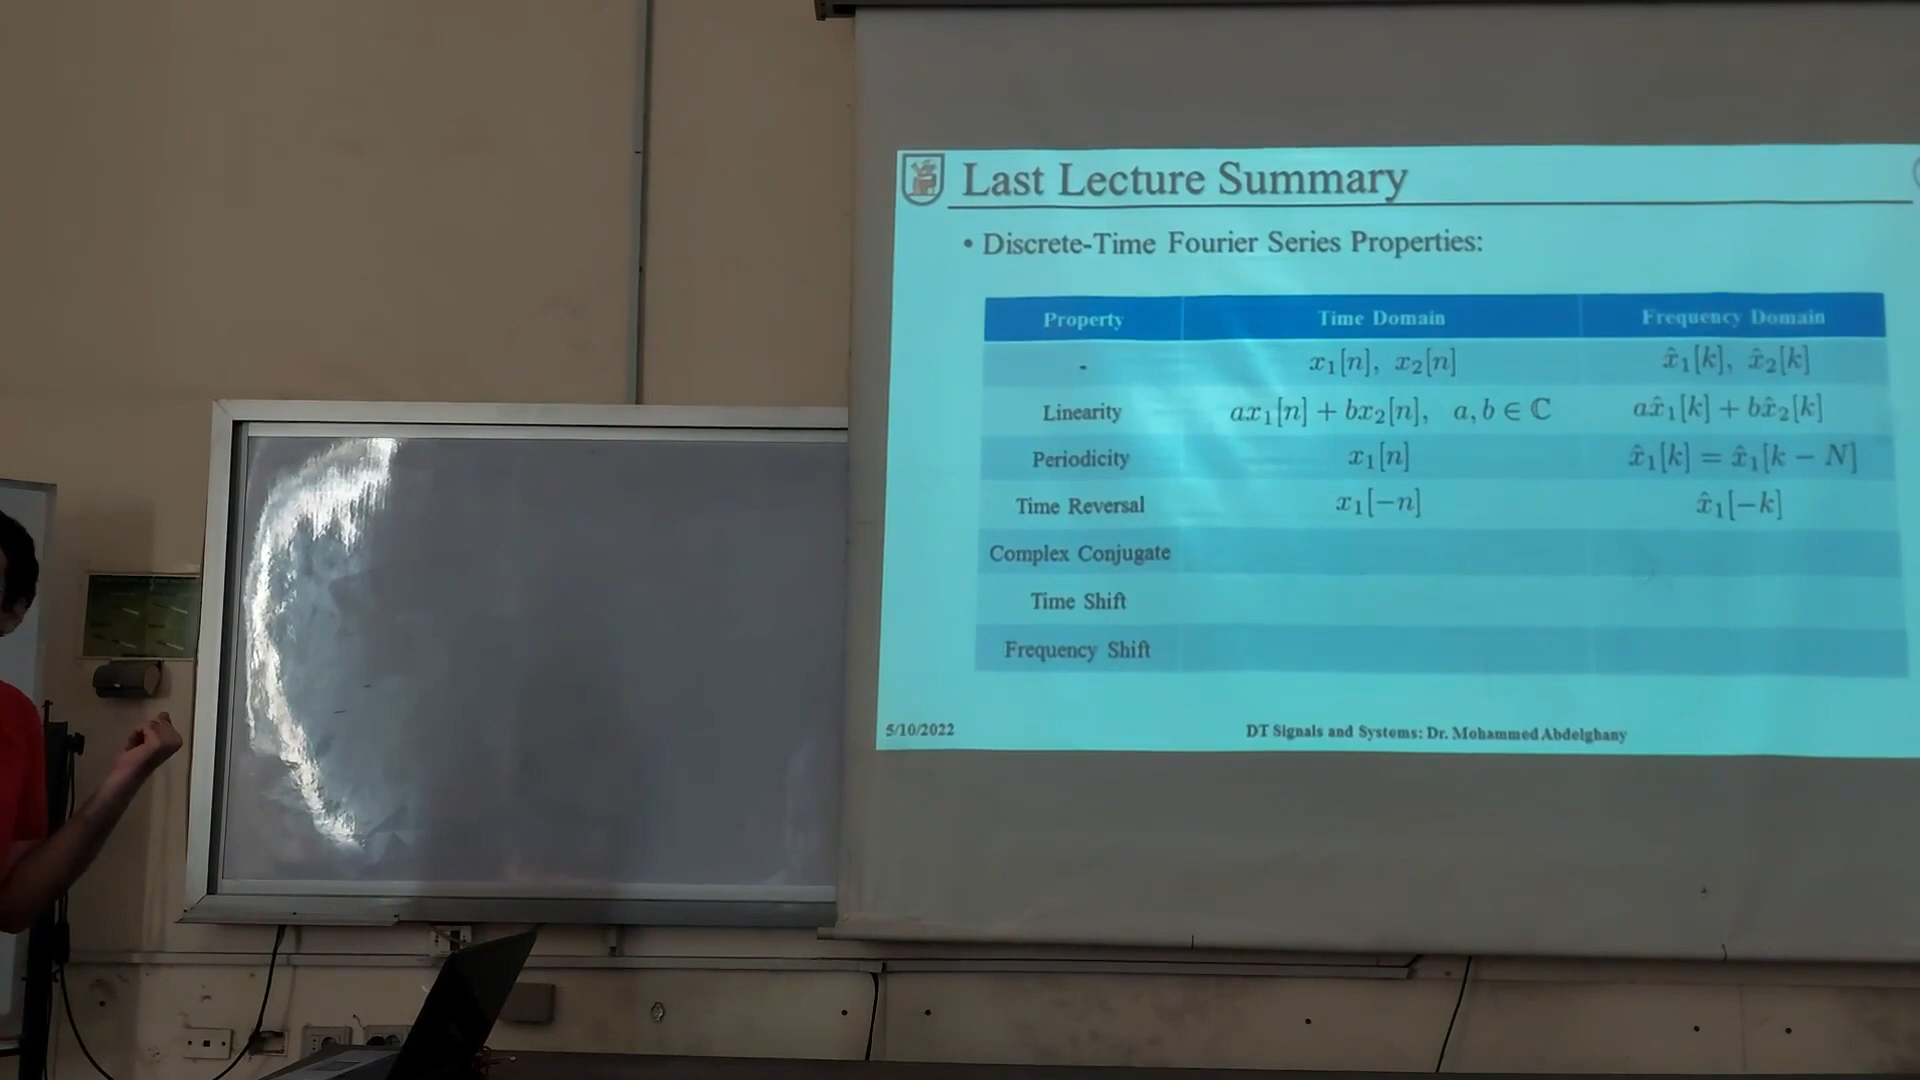 Last Lecture Summary
• Discrete-Time Fourier Series Properties:
Property Time Domain Frequency Domain
- x₁[n], x₂[n] x̂₁[k], x̂₂[k]
Linearity ax₁[n] + bx₂[n], a, b ∈ ℂ ax̂₁[k] + bx̂₂[k]
Periodicity x₁[n] x̂₁[k] = x̂₁[k − N]
Time Reversal x₁[−n] x̂₁[−k]
Complex Conjugate
Time Shift
Frequency Shift
5/10/2022 DT Signals and Systems: Dr. Mohammed Abdelghany